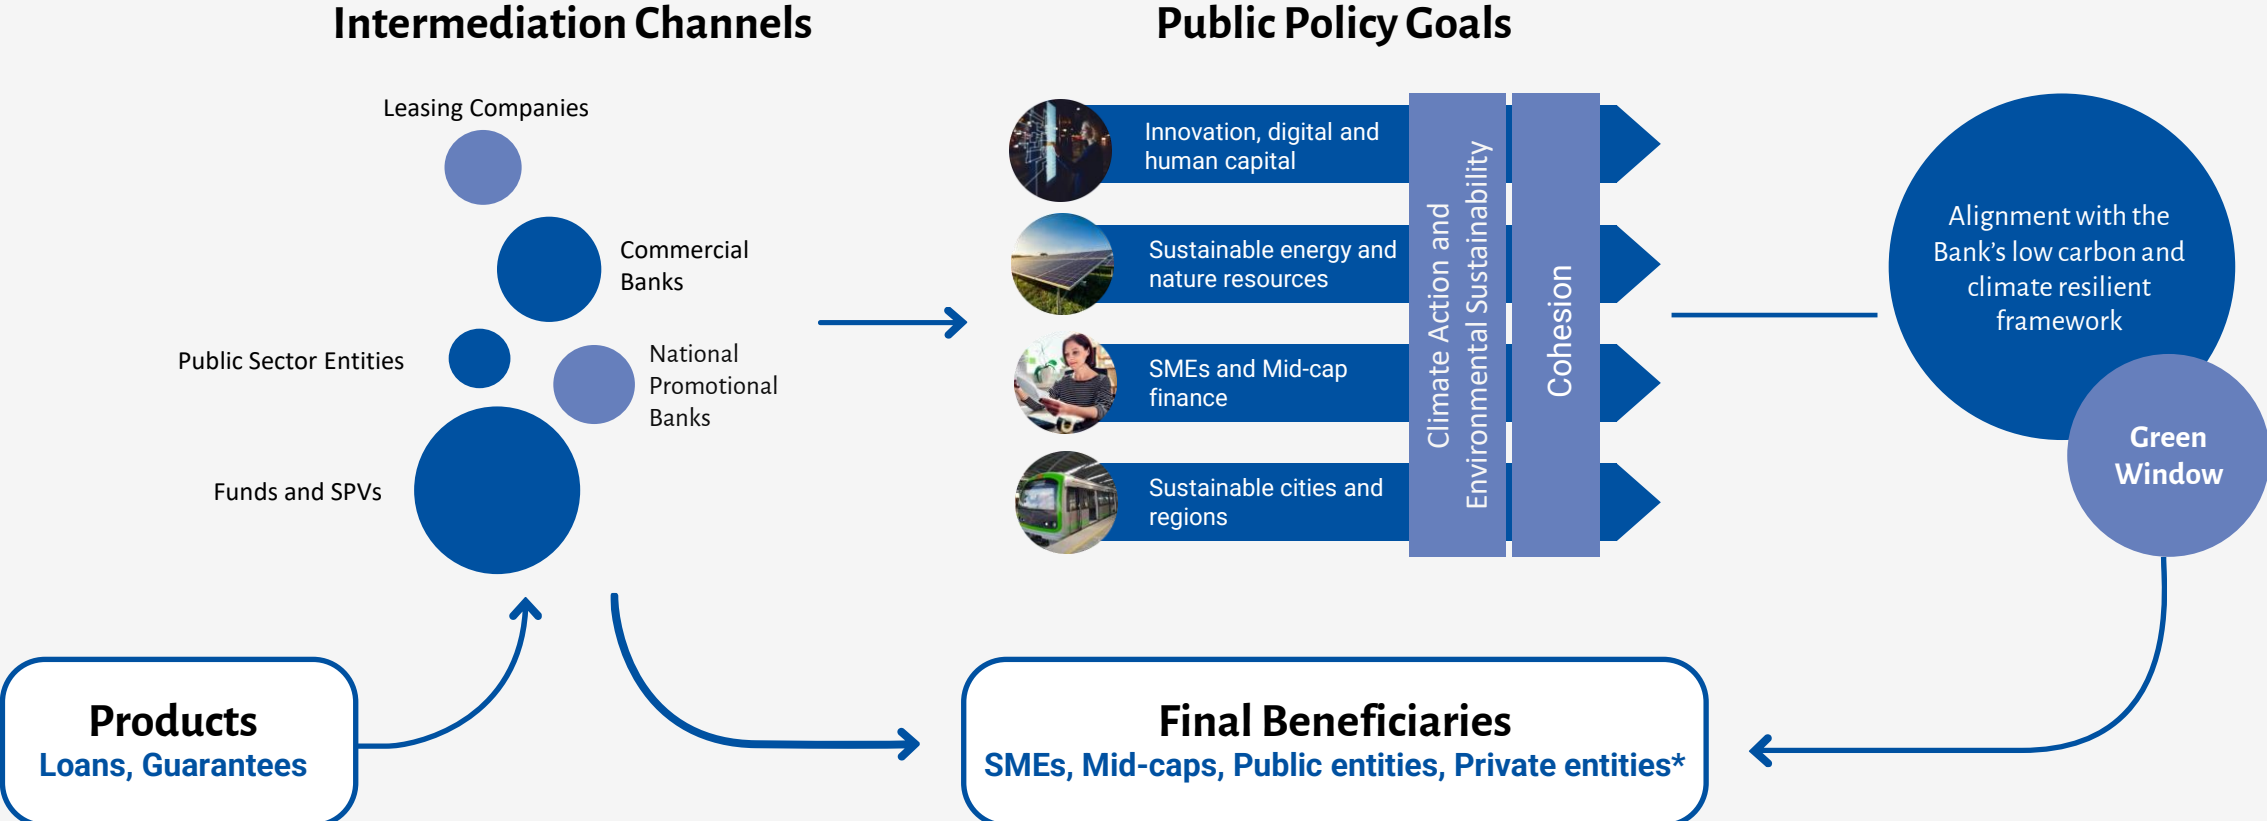 Intermediation Channels
Public Policy Goals
Leasing Companies
Commercial
Banks
Public Sector Entities
National
Promotional
Banks
Funds and SPVs
Innovation, digital and
human capital
Sustainable energy and
nature resources
SMEs and Mid-cap
finance
Sustainable cities and
regions
Climate Action and
Environmental Sustainability
Cohesion
Alignment with the
Bank’s low carbon and
climate resilient
framework
Green
Window
Products
Loans, Guarantees
Final Beneficiaries
SMEs, Mid-caps, Public entities, Private entities*